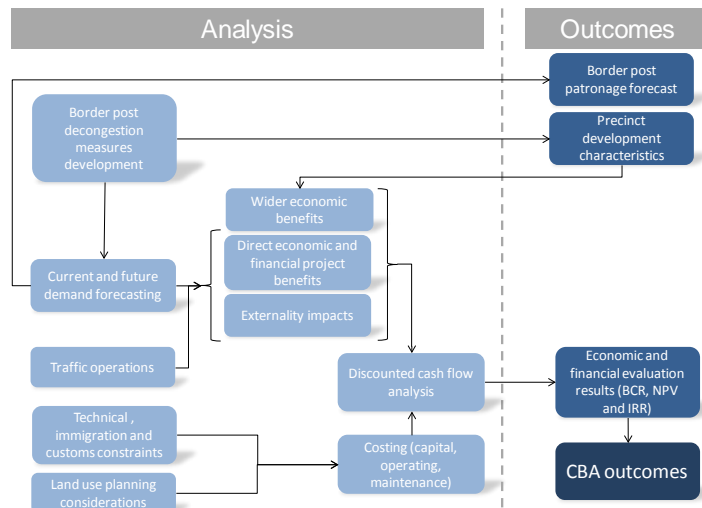 Analysis
Outcomes
Border post
patronage forecast
Border post
decongestion
measures
development
Precinct
development
characteristics
Wider economic
benefits
Direct economic and
financial project
benefits
Current and future
demand forecasting
Externality impacts
Traffic operations
Discounted cash flow
analysis
Economic and
financial evaluation
results (BCR, NPV
and IRR)
Technical ,
immigration and
customs constraints
Costing (capital,
operating,
maintenance)
CBA outcomes
Land use planning
considerations